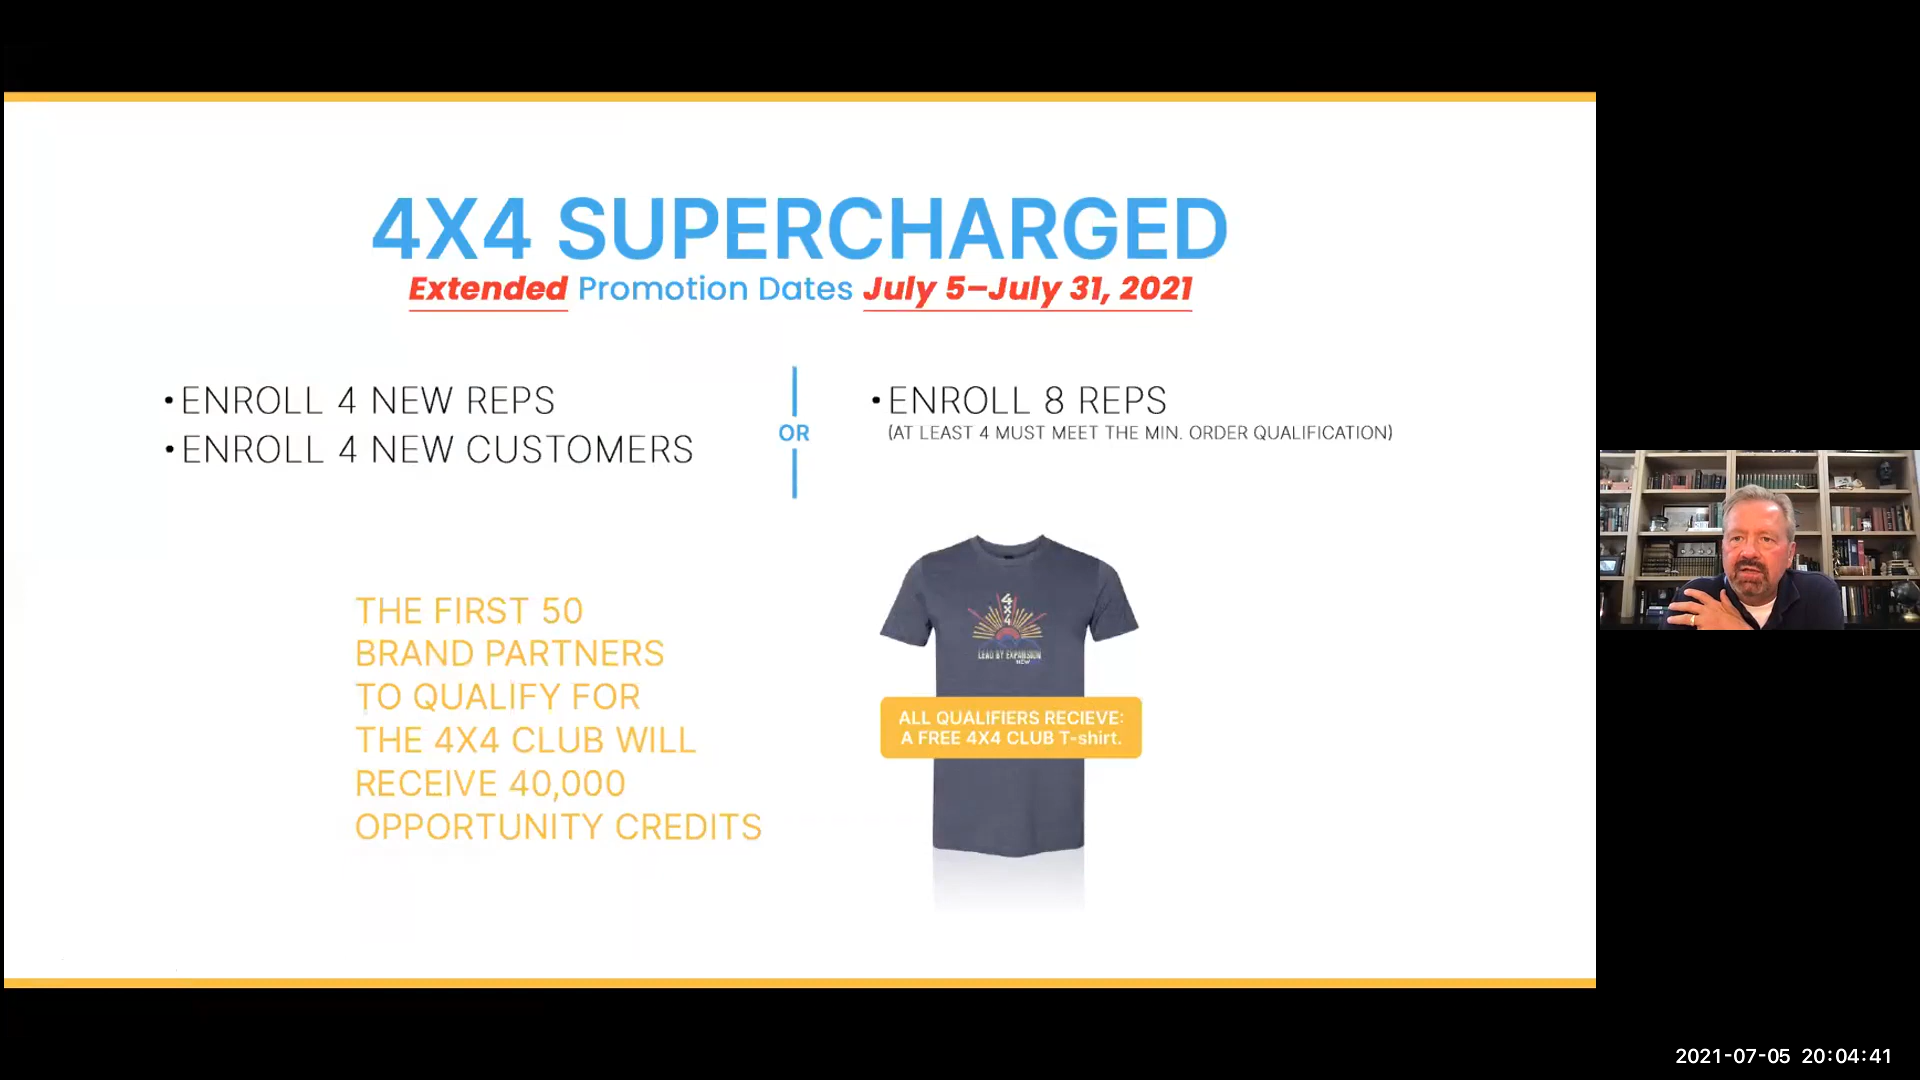 4X4 SUPERCHARGED
Extended Promotion Dates July 5–July 31, 2021
• ENROLL 4 NEW REPS
• ENROLL 4 NEW CUSTOMERS
OR
• ENROLL 8 REPS
(AT LEAST 4 MUST MEET THE MIN. ORDER QUALIFICATION)
THE FIRST 50
BRAND PARTNERS
TO QUALIFY FOR
THE 4X4 CLUB WILL
RECEIVE 40,000
OPPORTUNITY CREDITS
4X4
LEAD BY EXPANSION
NEW
ALL QUALIFIERS RECIEVE:
A FREE 4X4 CLUB T-shirt.
2021-07-05 20:04:41